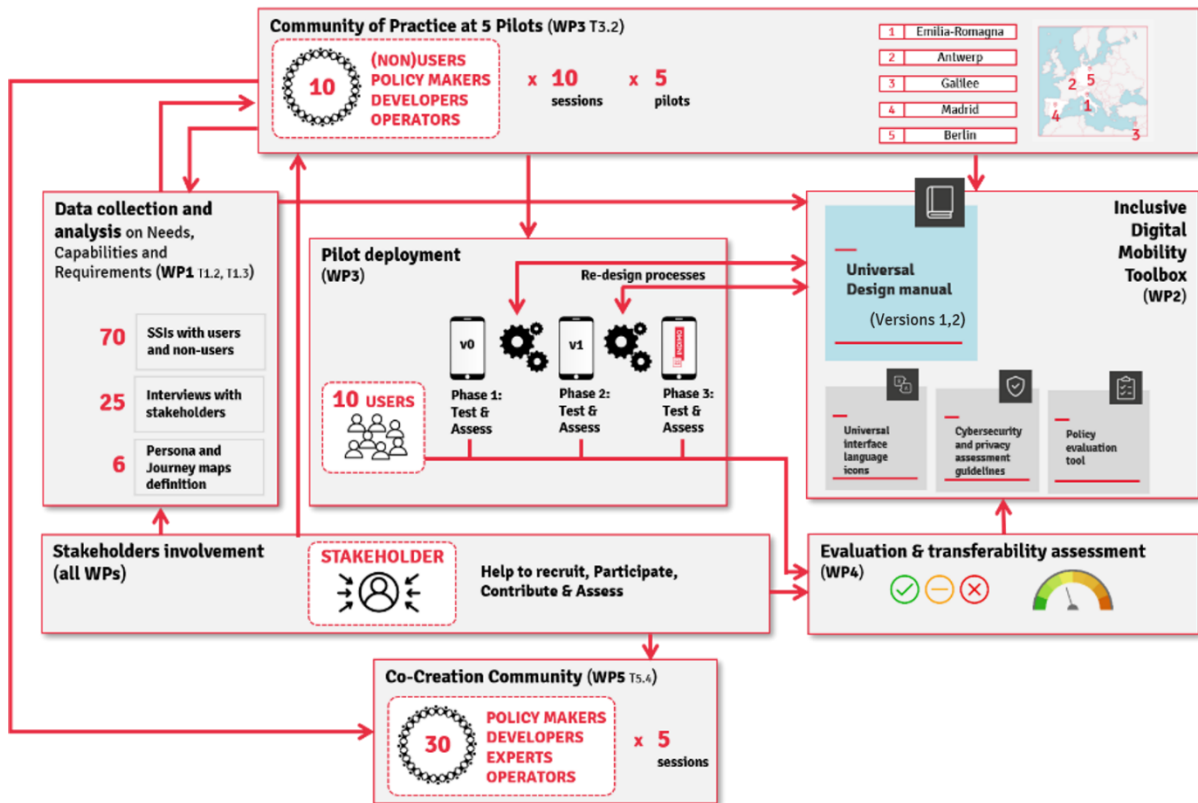 Community of Practice at 5 Pilots (WP3 T3.2)
10
(NON)USERS
POLICY MAKERS
DEVELOPERS
OPERATORS
x 10
sessions
x 5
pilots
1 Emilia-Romagna
2 Antwerp
3 Galilee
4 Madrid
5 Berlin
5
2
1
4
3
Data collection and
analysis on Needs,
Capabilities and
Requirements (WP1 T1.2, T1.3)
70
SSIs with users
and non-users
25
Interviews with
stakeholders
6
Persona and
Journey maps
definition
Pilot deployment
(WP3)
Re-design processes
v0
v1
10 USERS
Phase 1:
Test &
Assess
Phase 2:
Test &
Assess
Phase 3:
Test &
Assess
Inclusive
Digital
Mobility
Toolbox
(WP2)
Universal
Design manual
(Versions 1,2)
Universal
interface
language
icons
Cybersecurity
and privacy
assessment
guidelines
Policy
evaluation
tool
Stakeholders involvement
(all WPs)
STAKEHOLDER
Help to recruit, Participate,
Contribute & Assess
Evaluation & transferability assessment
(WP4)
Co-Creation Community (WP5 T5.4)
30
POLICY MAKERS
DEVELOPERS
EXPERTS
OPERATORS
x 5
sessions